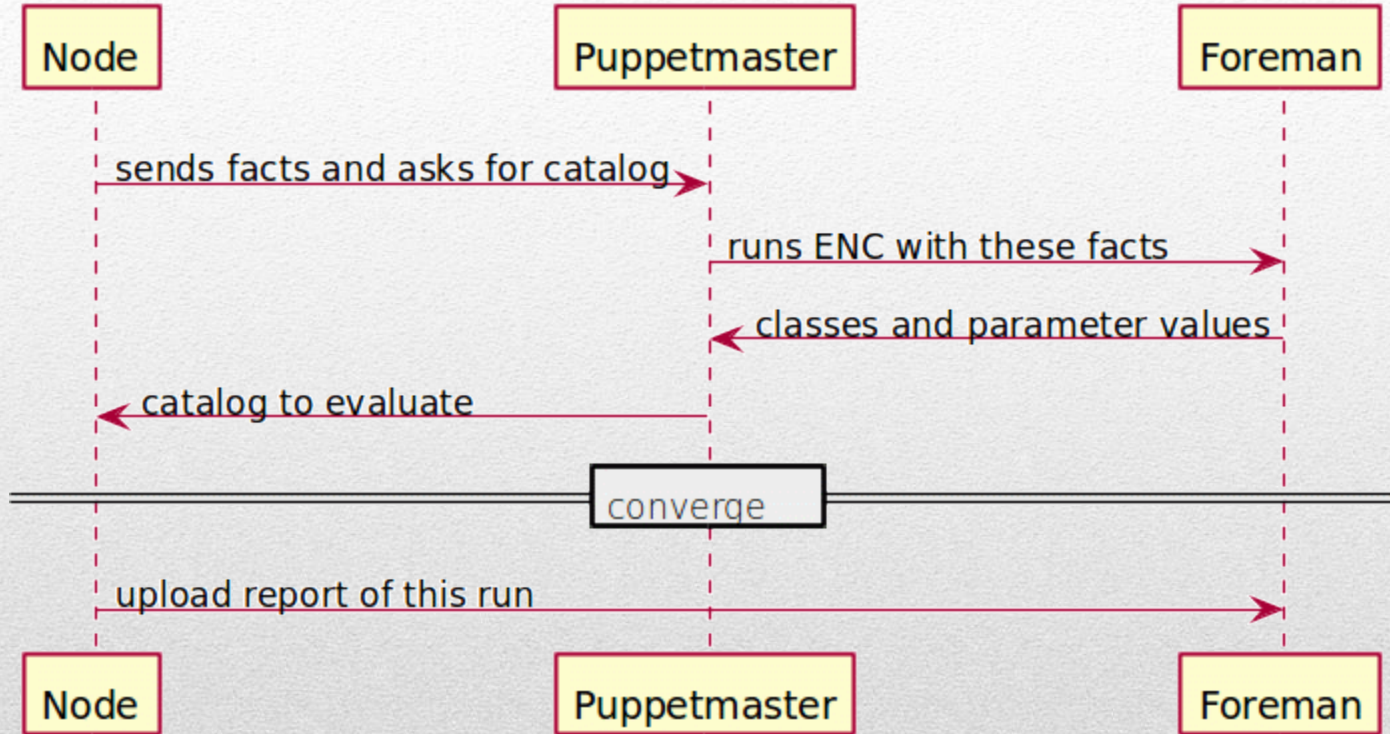 Node
Puppetmaster
Foreman
sends facts and asks for catalog
runs ENC with these facts
classes and parameter values
catalog to evaluate
converge
upload report of this run
Node
Puppetmaster
Foreman